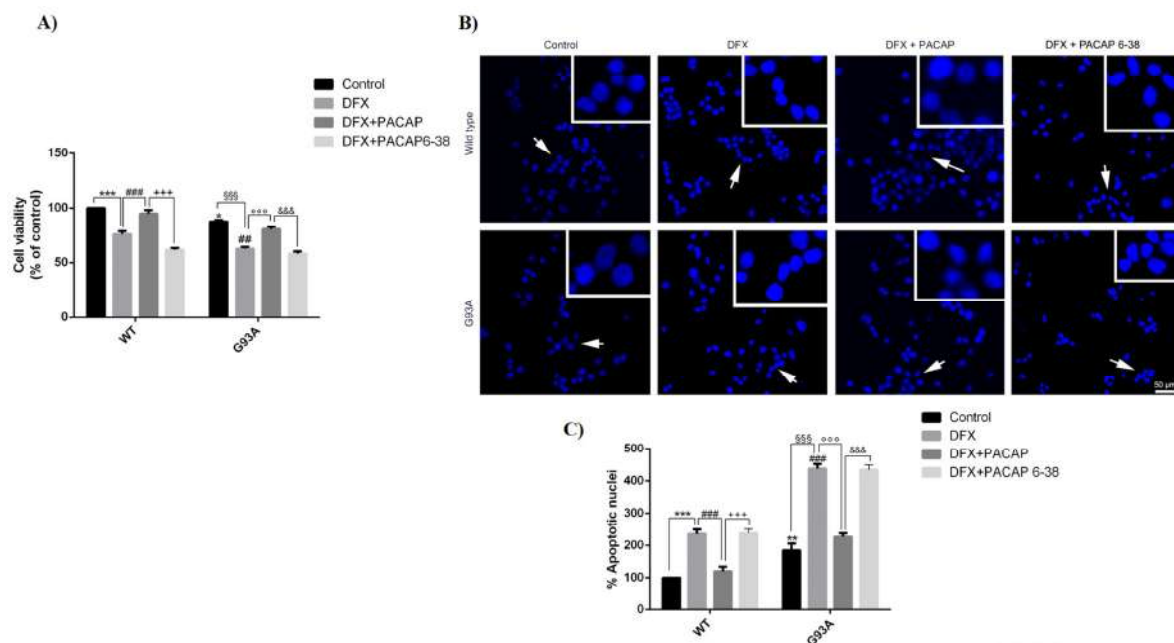 A)
Control
DFX
DFX+PACAP
DFX+PACAP6-38
Cell viability
(% of control)
150
100
50
0
*** ### +++
§§§ °°° &&&
*
##
WT
G93A
B)
Control
DFX
DFX + PACAP
DFX + PACAP 6-38
Wild type
G93A
50 µm
C)
Control
DFX
DFX+PACAP
DFX+PACAP 6-38
% Apoptotic nuclei
500
400
300
200
100
0
*** ### +++
§§§ °°° &&&
###
**
WT
G93A